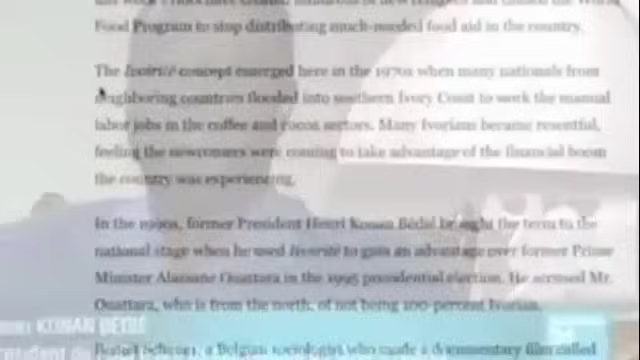 Food Program to stop distributing much-needed food aid in the country.
The Ivoirité concept emerged here in the 1970s when many nationals from
neighboring countries flooded into southern Ivory Coast to work the manual
labor jobs in the coffee and cocoa sectors. Many Ivorians became resentful,
feeling the newcomers were coming to take advantage of the financial boom
the country was experiencing.
In the 1990s, former President Henri Konan Bédié brought the term to the
national stage when he used Ivoirité to gain an advantage over former Prime
Minister Alassane Ouattara in the 1995 presidential election. He accused Mr.
Ouattara, who is from the north, of not being 100-percent Ivorian.
KONAN BÉDIÉ
a Belgian sociologist who made a documentary film called